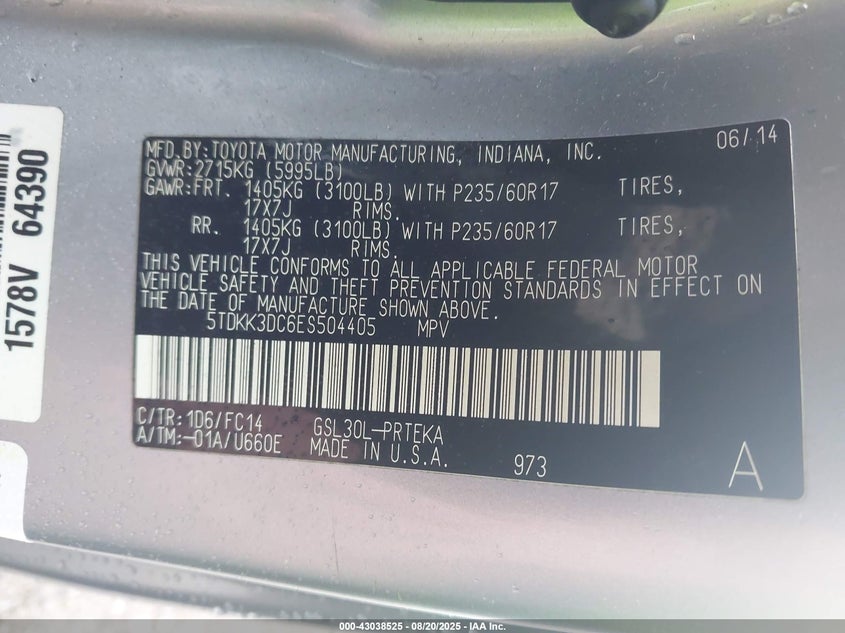 1578V 64390
MFD.BY:TOYOTA MOTOR MANUFACTURING, INDIANA, INC. 06/14
GVWR:2715KG (5995LB)
GAWR:FRT. 1405KG (3100LB) WITH P235/60R17 TIRES,
17X7J RIMS.
RR. 1405KG (3100LB) WITH P235/60R17 TIRES,
17X7J RIMS.
THIS VEHICLE CONFORMS TO ALL APPLICABLE FEDERAL MOTOR
VEHICLE SAFETY AND THEFT PREVENTION STANDARDS IN EFFECT ON
THE DATE OF MANUFACTURE SHOWN ABOVE.
5TDKK3DC6ES504405 MPV
C/TR:1D6/FC14 GSL30L-PRTEKA
A/TM:-01A/U660E MADE IN U.S.A. 973 A
000-43038525 - 08/20/2025 - IAA Inc.